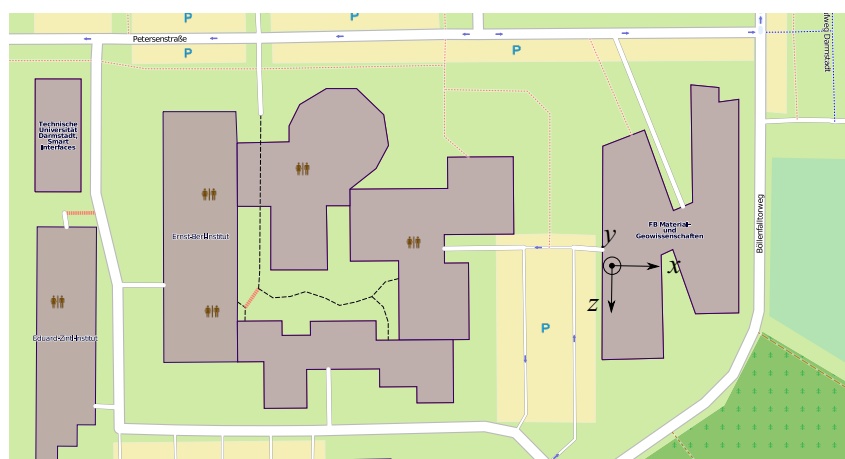 P
P
Petersenstraße
P
P
Technische
Universität
Darmstadt,
Smart
Interfaces
Ernst-Berl-Institut
FB Material-
und
Geowissenschaften
Böllenfalltorweg
y
x
z
Eduard-Zintl-Institut
P